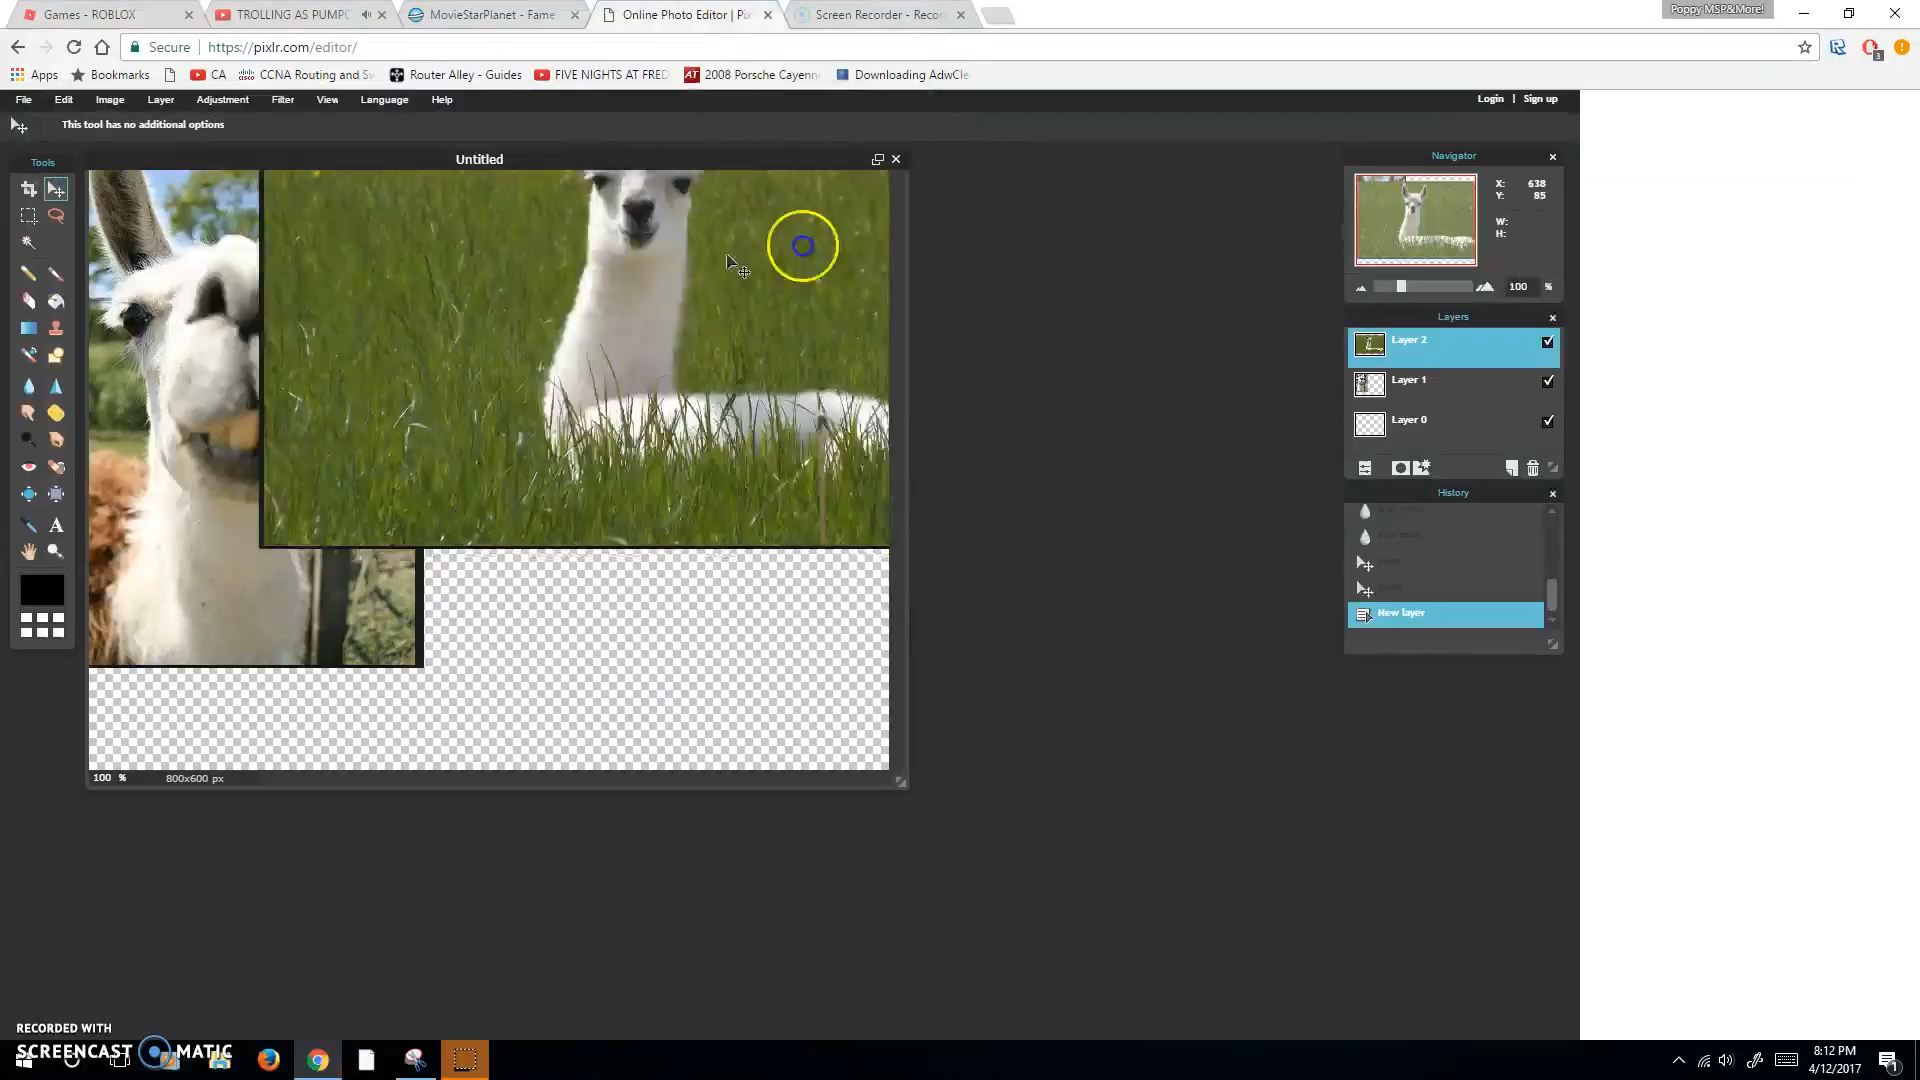 Games - ROBLOX
TROLLING AS PUMPC
MovieStarPlanet - Fame
Online Photo Editor | Pix
Screen Recorder - Recor
Poppy MSP&More!
Secure
https://pixlr.com/editor/
3
Apps
Bookmarks
CA
CCNA Routing and Sw
Router Alley - Guides
FIVE NIGHTS AT FRED
2008 Porsche Cayenn
Downloading AdwCle
File Edit Image Layer Adjustment Filter View Language Help
Login | Sign up
This tool has no additional options
Tools
Untitled
Navigator
X: 638
Y: 85
W:
H:
100 %
Layers
Layer 2
Layer 1
Layer 0
History
New layer
A
100 %
800x600 px
RECORDED WITH
SCREENCAST MATIC
8:12 PM
4/12/2017
1